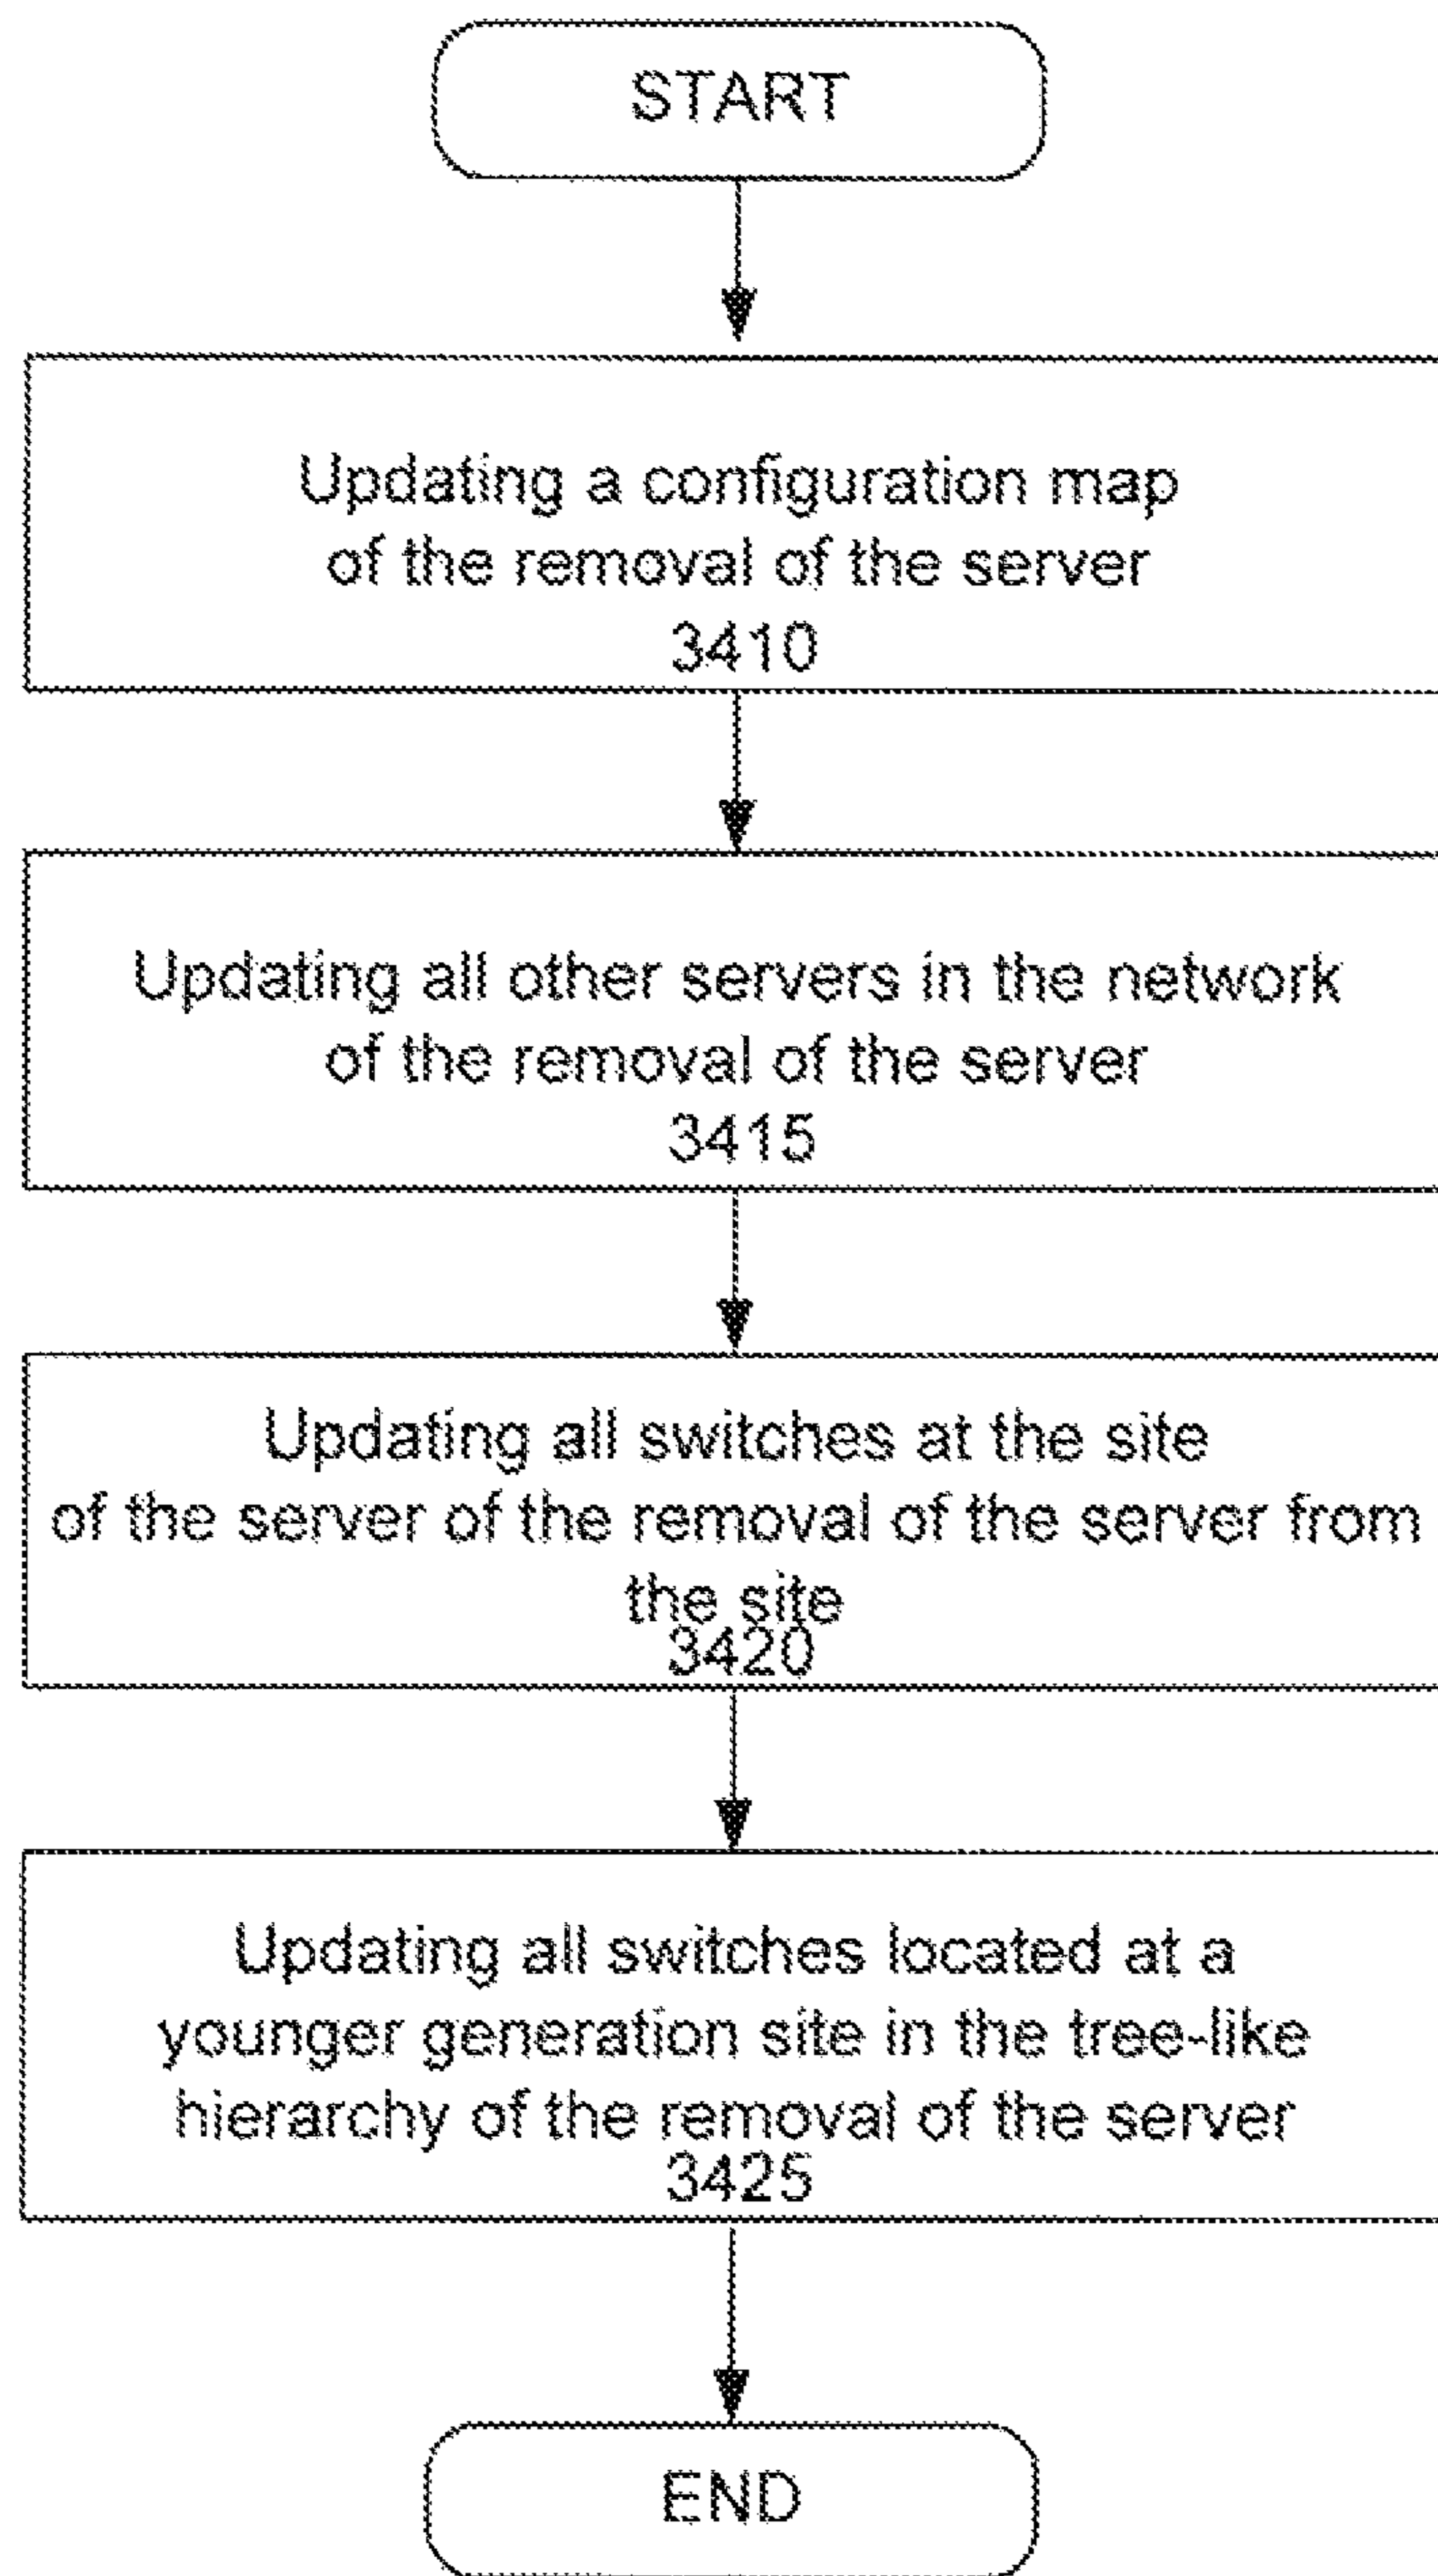 START
Updating a configuration map
of the removal of the server
3410
Updating all other servers in the network
of the removal of the server
3415
Updating all switches at the site
of the server of the removal of the server from
the site
3420
Updating all switches located at a
younger generation site in the tree-like
hierarchy of the removal of the server
3425
END